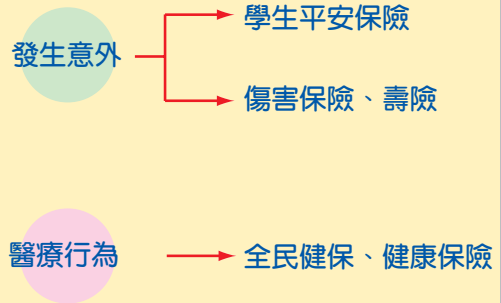 學生平安保險
發生意外
傷害保險、壽險
醫療行為
全民健保、健康保險